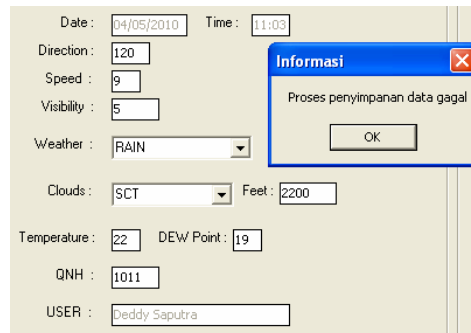 Date : 04/05/2010 Time : 11:03
Direction : 120
Speed : 9
Visibility : 5
Weather : RAIN
Clouds : SCT Feet : 2200
Temperature : 22 DEW Point : 19
QNH : 1011
USER : Deddy Saputra
Informasi
Proses penyimpanan data gagal
OK